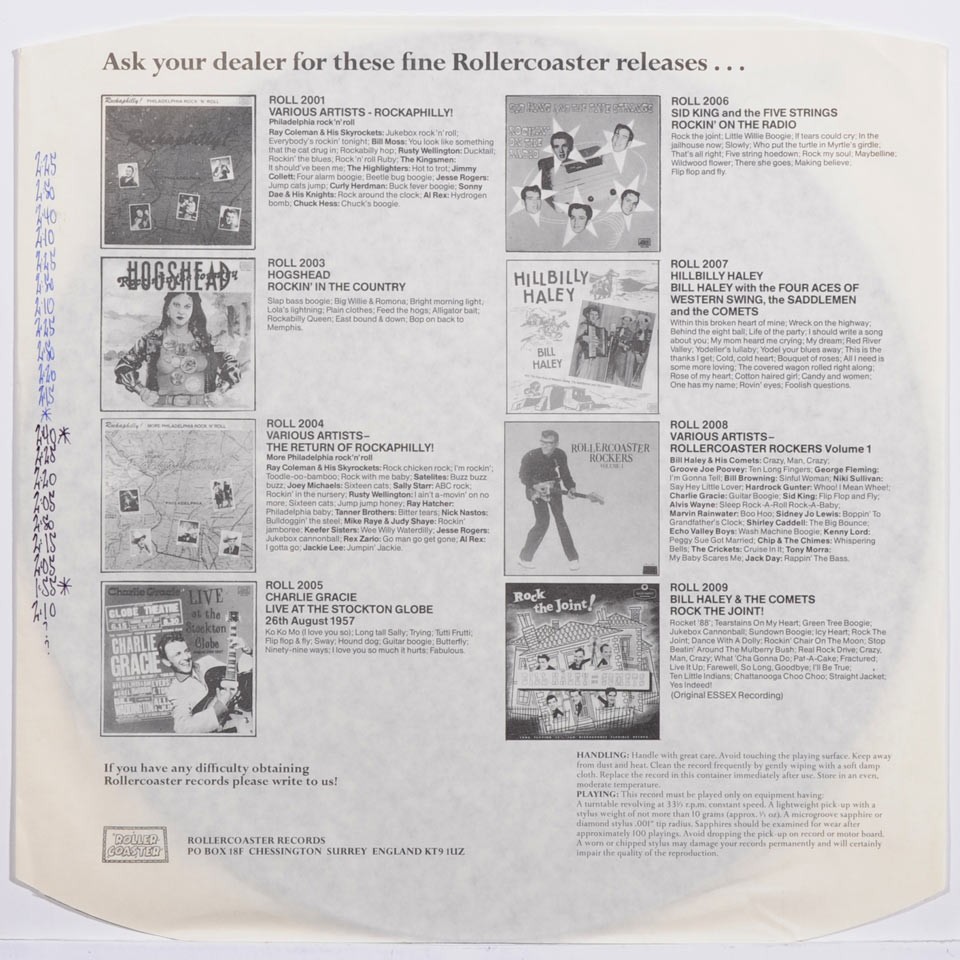 Ask your dealer for these fine Rollercoaster releases . . .
ROLL 2001
VARIOUS ARTISTS - ROCKAPHILLY!
Philadelphia rock'n'roll
Ray Coleman & His Skyrockets: Jukebox rock'n'roll;
Everybody's rockin' tonight; Bill Moss: You look like something
that the cat drug in; Rockabilly hop; Rusty Wellington: Ducktail;
Rockin' the blues; Rock 'n' roll Ruby; The Kingsmen:
It should've been me; The Highlighters: Hot to trot; Jimmy
Collett: Four alarm boogie; Beetle bug boogie; Jesse Rogers:
Jump cats jump; Curly Herdman: Buck fever boogie; Sonny
Dae & His Knights: Rock around the clock; Al Rex: Hydrogen
bomb; Chuck Hess: Chuck's boogie.
ROLL 2003
HOGSHEAD
ROCKIN' IN THE COUNTRY
Slap bass boogie; Big Willie & Romona; Bright morning light,
Lola's lightning; Plain clothes; Feed the hogs; Alligator bait;
Rockabilly Queen; East bound & down; Bop on back to
Memphis.
ROLL 2004
VARIOUS ARTISTS–
THE RETURN OF ROCKAPHILLY!
More Philadelphia rock'n'roll
Ray Coleman & His Skyrockets: Rock chicken rock; I'm rockin';
Toodle-oo-bamboo; Rock with me baby; Satelites: Buzz buzz
buzz; Joey Michaels: Sixteen cats. Sally Starr: ABC rock;
Rockin' in the nursery; Rusty Wellington: I ain't a-movin' on no
more, Sixteen cats, Jump jump honey; Ray Hatcher:
Philadelphia baby; Tanner Brothers: Bitter tears; Nick Nastos:
Bulldoggin' the steel; Mike Raye & Judy Shaye: Rockin'
jamboree; Keefer Sisters: Wee Willy Waterdilly; Jesse Rogers:
Jukebox cannonball; Rex Zario: Go man go get gone; Al Rex:
I gotta go; Jackie Lee: Jumpin' Jackie.
ROLL 2005
CHARLIE GRACIE
LIVE AT THE STOCKTON GLOBE
26th August 1957
Ko Ko Mo (I love you so); Long tall Sally; Trying, Tutti Frutti;
Flip flop & fly; Sway; Hound dog; Guitar boogie; Butterfly;
Ninety-nine ways; I love you so much it hurts; Fabulous.
ROLL 2006
SID KING and the FIVE STRINGS
ROCKIN' ON THE RADIO
Rock the joint; Little Willie Boogie; If tears could cry; In the
jailhouse now; Slowly; Who put the turtle in Myrtle's girdle;
That's all right; Five string hoedown; Rock my soul; Maybelline;
Wildwood flower; There she goes; Making believe;
Flip flop and fly.
ROLL 2007
HILLBILLY HALEY
BILL HALEY with the FOUR ACES OF
WESTERN SWING, the SADDLEMEN
and the COMETS
Within this broken heart of mine; Wreck on the highway;
Behind the eight ball; Life of the party; I should write a song
about you; My mom heard me crying; My dream; Red River
Valley; Yodeller's lullaby; Yodel your blues away; This is the
thanks I get; Cold, cold heart; Bouquet of roses; All I need is
some more loving; The covered wagon rolled right along;
Rose of my heart; Cotton haired girl; Candy and women;
One has my name; Rovin' eyes; Foolish questions.
ROLL 2008
VARIOUS ARTISTS–
ROLLERCOASTER ROCKERS Volume 1
Bill Haley & His Comets: Crazy, Man, Crazy;
Groove Joe Poovey: Ten Long Fingers; George Fleming:
I'm Gonna Tell; Bill Browning: Sinful Woman; Niki Sullivan:
Say Hey Little Lover; Hardrock Gunter: Whoo! I Mean Whee!;
Charlie Gracie: Guitar Boogie; Sid King; Flip Flop and Fly;
Alvis Wayne: Sleep Rock-A-Roll Rock-A-Baby;
Marvin Rainwater: Boo Hoo; Sidney Jo Lewis: Boppin' To
Grandfather's Clock; Shirley Caddell: The Big Bounce;
Echo Valley Boys: Wash Machine Boogie; Kenny Lord:
Peggy Sue Got Married; Chip & The Chimes: Whispering
Bells; The Crickets: Cruise In It; Tony Morra:
My Baby Scares Me; Jack Day: Rappin' The Bass.
ROLL 2009
BILL HALEY & THE COMETS
ROCK THE JOINT!
Rocket '88'; Tearstains On My Heart; Green Tree Boogie;
Jukebox Cannonball; Sundown Boogie; Icy Heart; Rock The
Joint; Dance With A Dolly; Rockin' Chair On The Moon; Stop
Beatin' Around The Mulberry Bush; Real Rock Drive; Crazy,
Man, Crazy; What 'Cha Gonna Do; Pat-A-Cake; Fractured;
Live It Up; Farewell, So Long, Goodbye; I'll Be True;
Ten Little Indians; Chattanooga Choo Choo; Straight Jacket;
Yes Indeed!
(Original ESSEX Recording)
Rockaphilly! PHILADELPHIA ROCK 'N' ROLL
HOGSHEAD
Rockaphilly! MORE PHILADELPHIA ROCK 'N' ROLL
Charlie Gracie
LIVE
at the
Stockton
Globe
GLOBE THEATRE
CHARLIE
GRACIE
SID KING AND THE FIVE STRINGS
ROCKING
ON THE
RADIO
HILLBILLY
HALEY
BILL
HALEY
ROLLERCOASTER
ROCKERS
VOLUME 1
Rock
the Joint!
BILL HALEY COMETS
2.25
2.50
2.40
2.10
2.25
2.30
2.10
2.25
2.30
2.20
2.15
*
2.40 *
2.25
2.20
2.05
2.30
2.15
2.05
1.55 *
2.10
?
?
If you have any difficulty obtaining
Rollercoaster records please write to us!
ROLLER
COASTER
ROLLERCOASTER RECORDS
PO BOX 18F CHESSINGTON SURREY ENGLAND KT9 1UZ
HANDLING: Handle with great care. Avoid touching the playing surface. Keep away
from dust and heat. Clean the record frequently by gently wiping with a soft damp
cloth. Replace the record in this container immediately after use. Store in an even,
moderate temperature.
PLAYING: This record must be played only on equipment having:
A turntable revolving at 33⅓ r.p.m. constant speed. A lightweight pick-up with a
stylus weight of not more than 10 grams (approx. ⅓ oz). A microgroove sapphire or
diamond stylus .001" tip radius. Sapphires should be examined for wear after
approximately 100 playings. Avoid dropping the pick-up on record or motor board.
A worn or chipped stylus may damage your records permanently and will certainly
impair the quality of the reproduction.